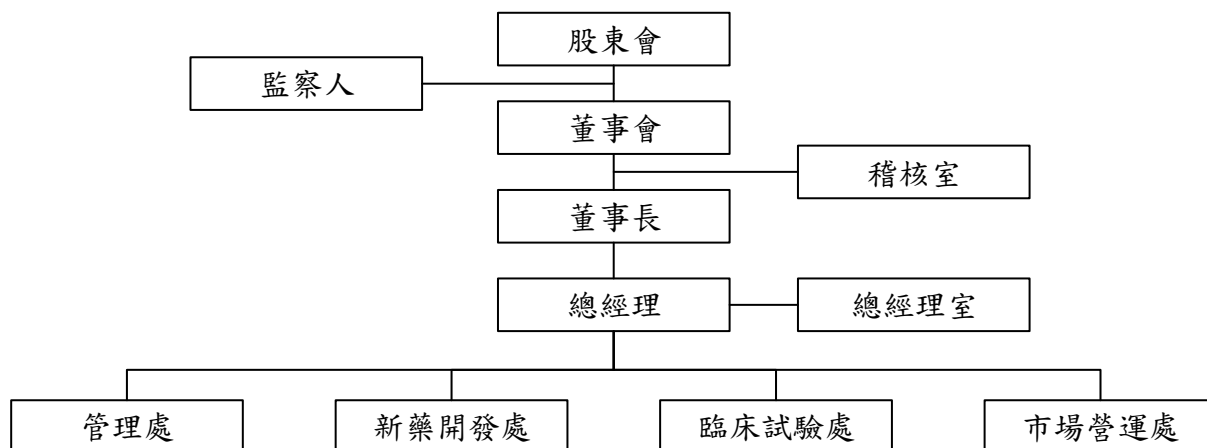 股東會
監察人
董事會
稽核室
董事長
總經理
總經理室
管理處
新藥開發處
臨床試驗處
市場營運處